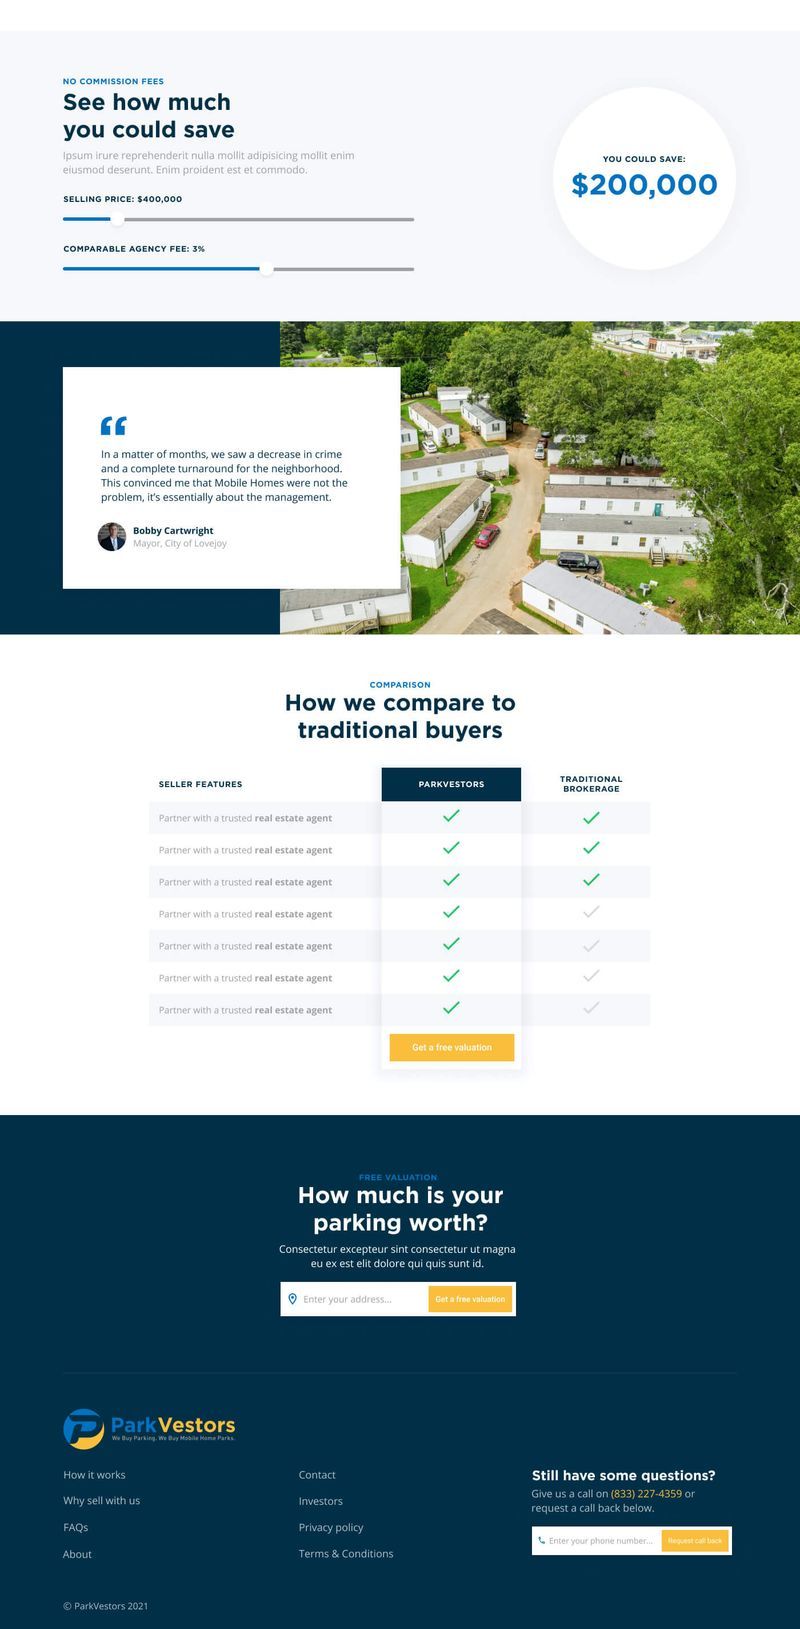 NO COMMISSION FEES
See how much
you could save
Ipsum irure reprehenderit nulla mollit adipisicing mollit enim
eiusmod deserunt. Enim proident est et commodo.
SELLING PRICE: $400,000
COMPARABLE AGENCY FEE: 3%
YOU COULD SAVE:
$200,000
In a matter of months, we saw a decrease in crime
and a complete turnaround for the neighborhood.
This convinced me that Mobile Homes were not the
problem, it's essentially about the management.
Bobby Cartwright
Mayor, City of Lovejoy
COMPARISON
How we compare to
traditional buyers
SELLER FEATURES
PARKVESTORS
TRADITIONAL
BROKERAGE
Partner with a trusted real estate agent
Partner with a trusted real estate agent
Partner with a trusted real estate agent
Partner with a trusted real estate agent
Partner with a trusted real estate agent
Partner with a trusted real estate agent
Partner with a trusted real estate agent
Get a free valuation
FREE VALUATION
How much is your
parking worth?
Consectetur excepteur sint consectetur ut magna
eu ex est elit dolore qui quis sunt id.
Enter your address...
Get a free valuation
ParkVestors
We Buy Parking. We Buy Mobile Home Parks.
How it works
Why sell with us
FAQs
About
Contact
Investors
Privacy policy
Terms & Conditions
Still have some questions?
Give us a call on (833) 227-4359 or
request a call back below.
Enter your phone number...
Request call back
© ParkVestors 2021